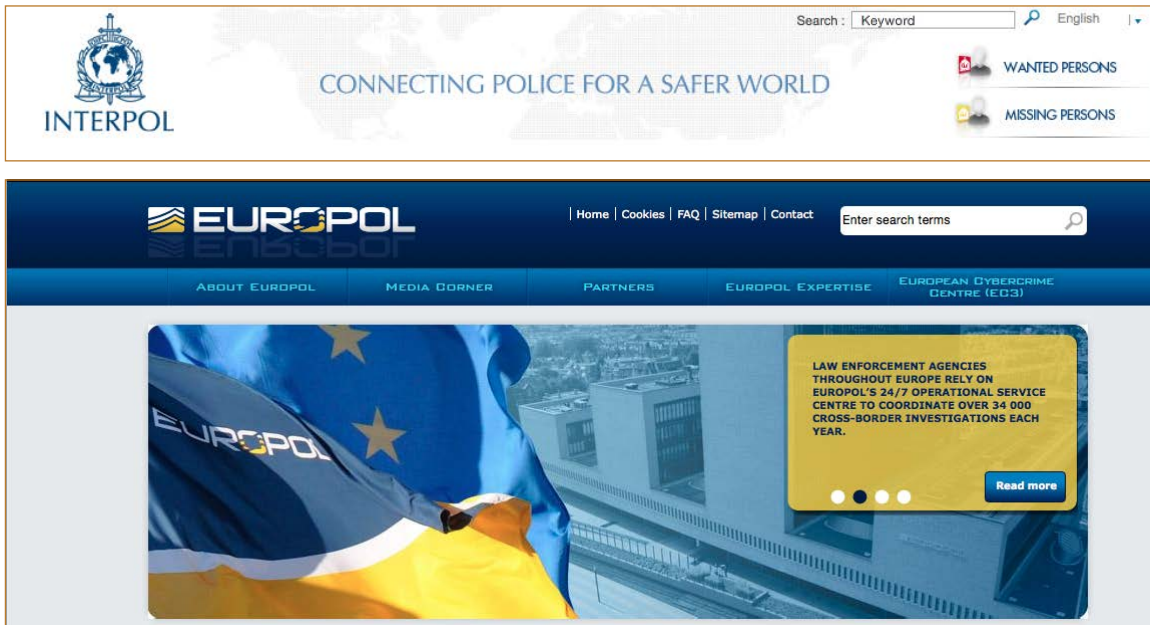 Search : Keyword English
CONNECTING POLICE FOR A SAFER WORLD
WANTED PERSONS
MISSING PERSONS
INTERPOL
EUROPOL
Home | Cookies | FAQ | Sitemap | Contact
Enter search terms
ABOUT EUROPOL
MEDIA CORNER
PARTNERS
EUROPOL EXPERTISE
EUROPEAN CYBERCRIME
CENTRE (EC3)
EUROPOL
LAW ENFORCEMENT AGENCIES
THROUGHOUT EUROPE RELY ON
EUROPOL'S 24/7 OPERATIONAL SERVICE
CENTRE TO COORDINATE OVER 34 000
CROSS-BORDER INVESTIGATIONS EACH
YEAR.
Read more